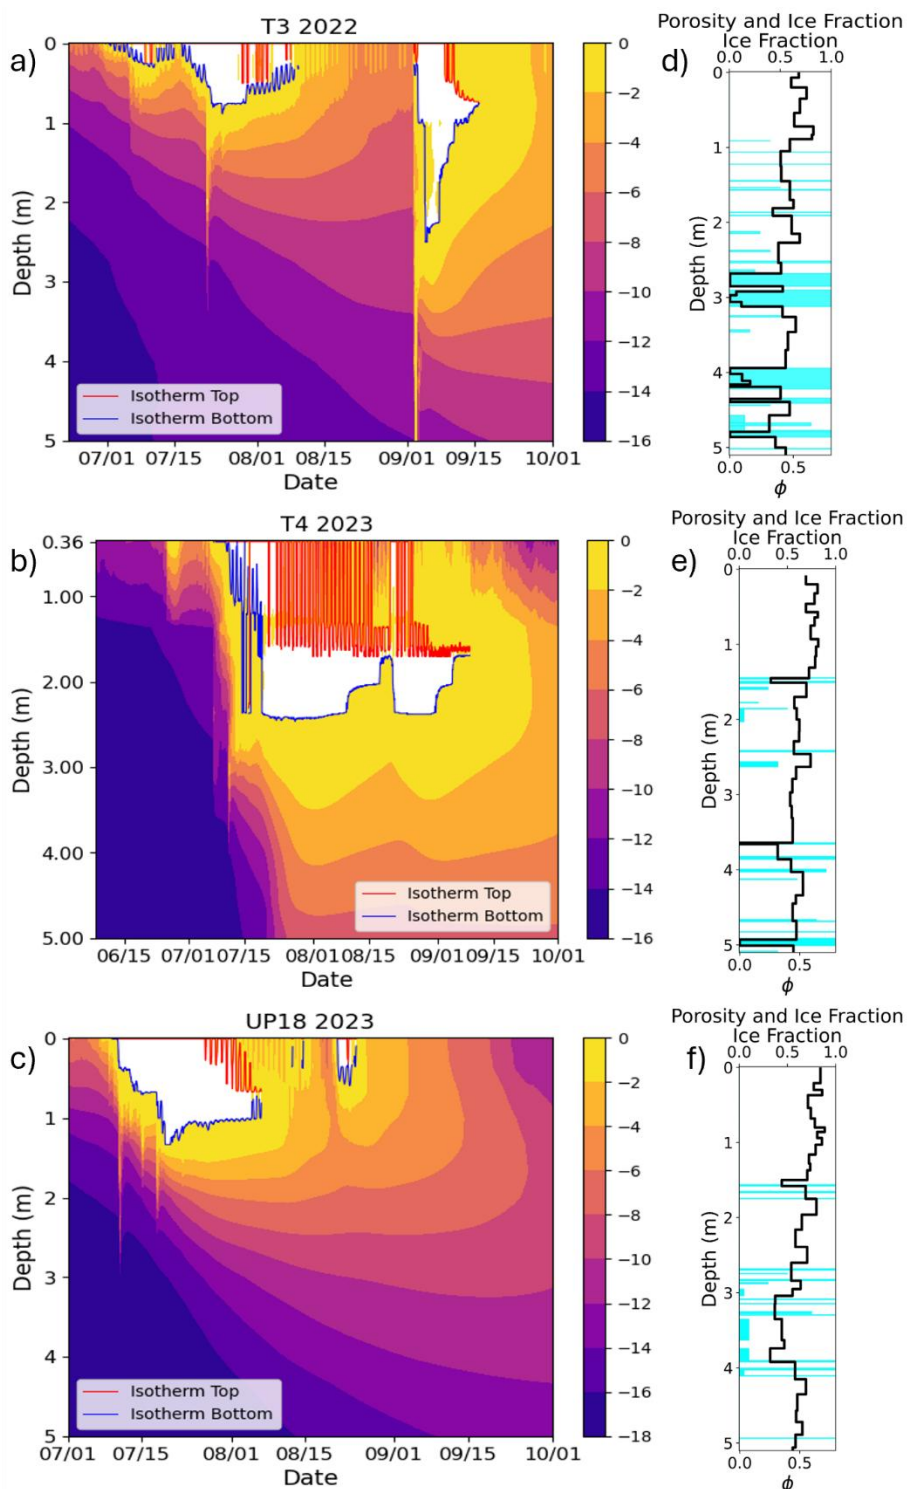 a)
T3 2022
0
1
2
3
4
5
Depth (m)
Isotherm Top
Isotherm Bottom
07/01 07/15 08/01 08/15 09/01 09/15 10/01
Date
0
−2
−4
−6
−8
−10
−12
−14
−16
d)
Porosity and Ice Fraction
Ice Fraction
0.0 0.5 1.0
0
1
2
3
4
5
Depth (m)
0.0 0.5
ϕ
b)
T4 2023
0.36
1.00
2.00
3.00
4.00
5.00
Depth (m)
Isotherm Top
Isotherm Bottom
06/15 07/01 07/15 08/01 08/15 09/01 09/15 10/01
Date
0
−2
−4
−6
−8
−10
−12
−14
−16
e)
Porosity and Ice Fraction
Ice Fraction
0.0 0.5 1.0
0
1
2
3
4
5
Depth (m)
0.0 0.5
ϕ
c)
UP18 2023
0
1
2
3
4
5
Depth (m)
Isotherm Top
Isotherm Bottom
07/01 07/15 08/01 08/15 09/01 09/15 10/01
Date
0
−2
−4
−6
−8
−10
−12
−14
−16
−18
f)
Porosity and Ice Fraction
Ice Fraction
0.0 0.5 1.0
0
1
2
3
4
5
Depth (m)
0.0 0.5
ϕ